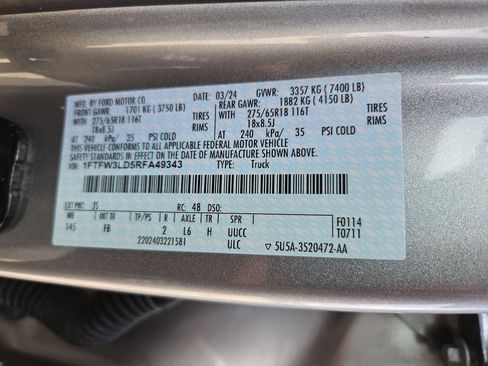 MFD. BY FORD MOTOR CO. 03/24 GVWR: 3357 KG (7400 LB)
FRONT GAWR: 1701 KG (3750 LB) REAR GAWR: 1882 KG (4150 LB)
WITH 275/65R18 116T TIRES WITH 275/65R18 116T TIRES
18x8.5J RIMS 18x8.5J RIMS
AT 240 kPa/ 35 PSI COLD AT 240 kPa/ 35 PSI COLD
THIS VEHICLE CONFORMS TO ALL APPLICABLE FEDERAL MOTOR VEHICLE
SAFETY AND THEFT PREVENTION STANDARDS IN EFFECT ON THE DATE OF
MANUFACTURE SHOWN ABOVE.
VIN: 1FTFW3LD5RFA49343 TYPE: Truck
EXT PNT: JS RC: 48 DSO:
WB INT TR TP/PS R AXLE TR SPR F0114
145 FB 2 L6 H UUCC T0711
2202403221581 ULC ▽5U5A-3520472-AA